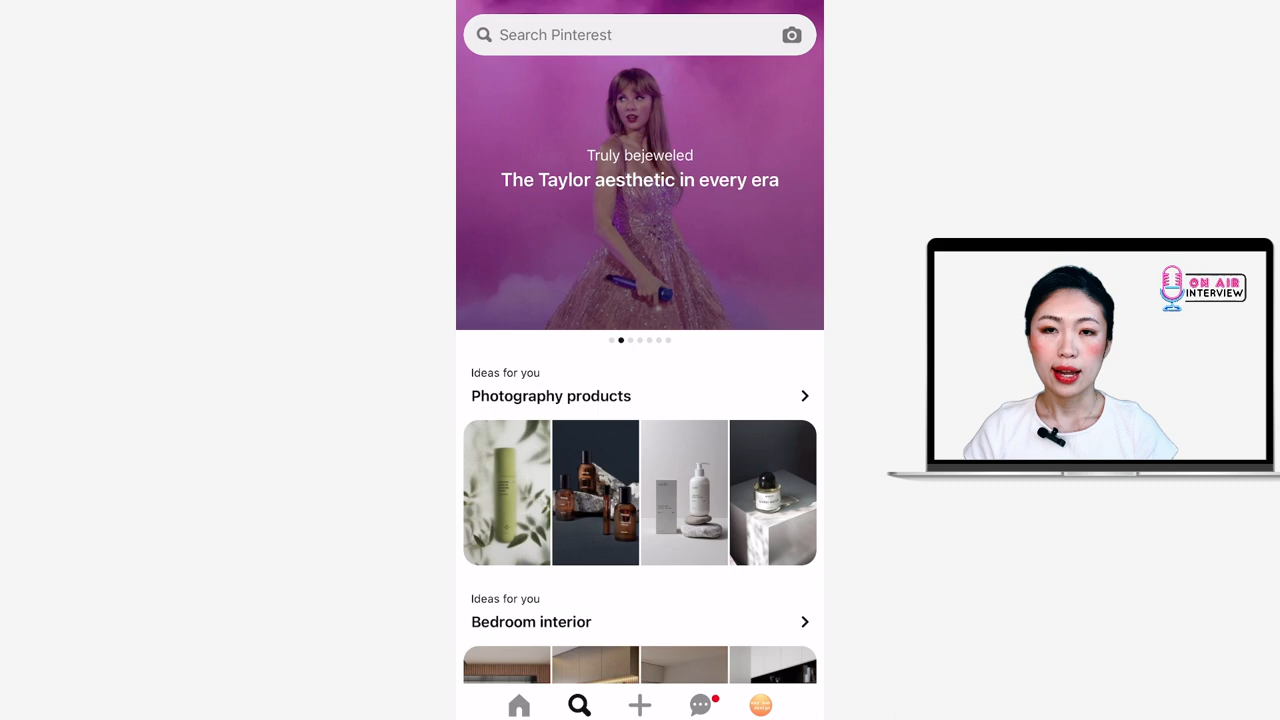 Search Pinterest
Truly bejeweled
The Taylor aesthetic in every era
Ideas for you
Photography products
Ideas for you
Bedroom interior
ON AIR
INTERVIEW